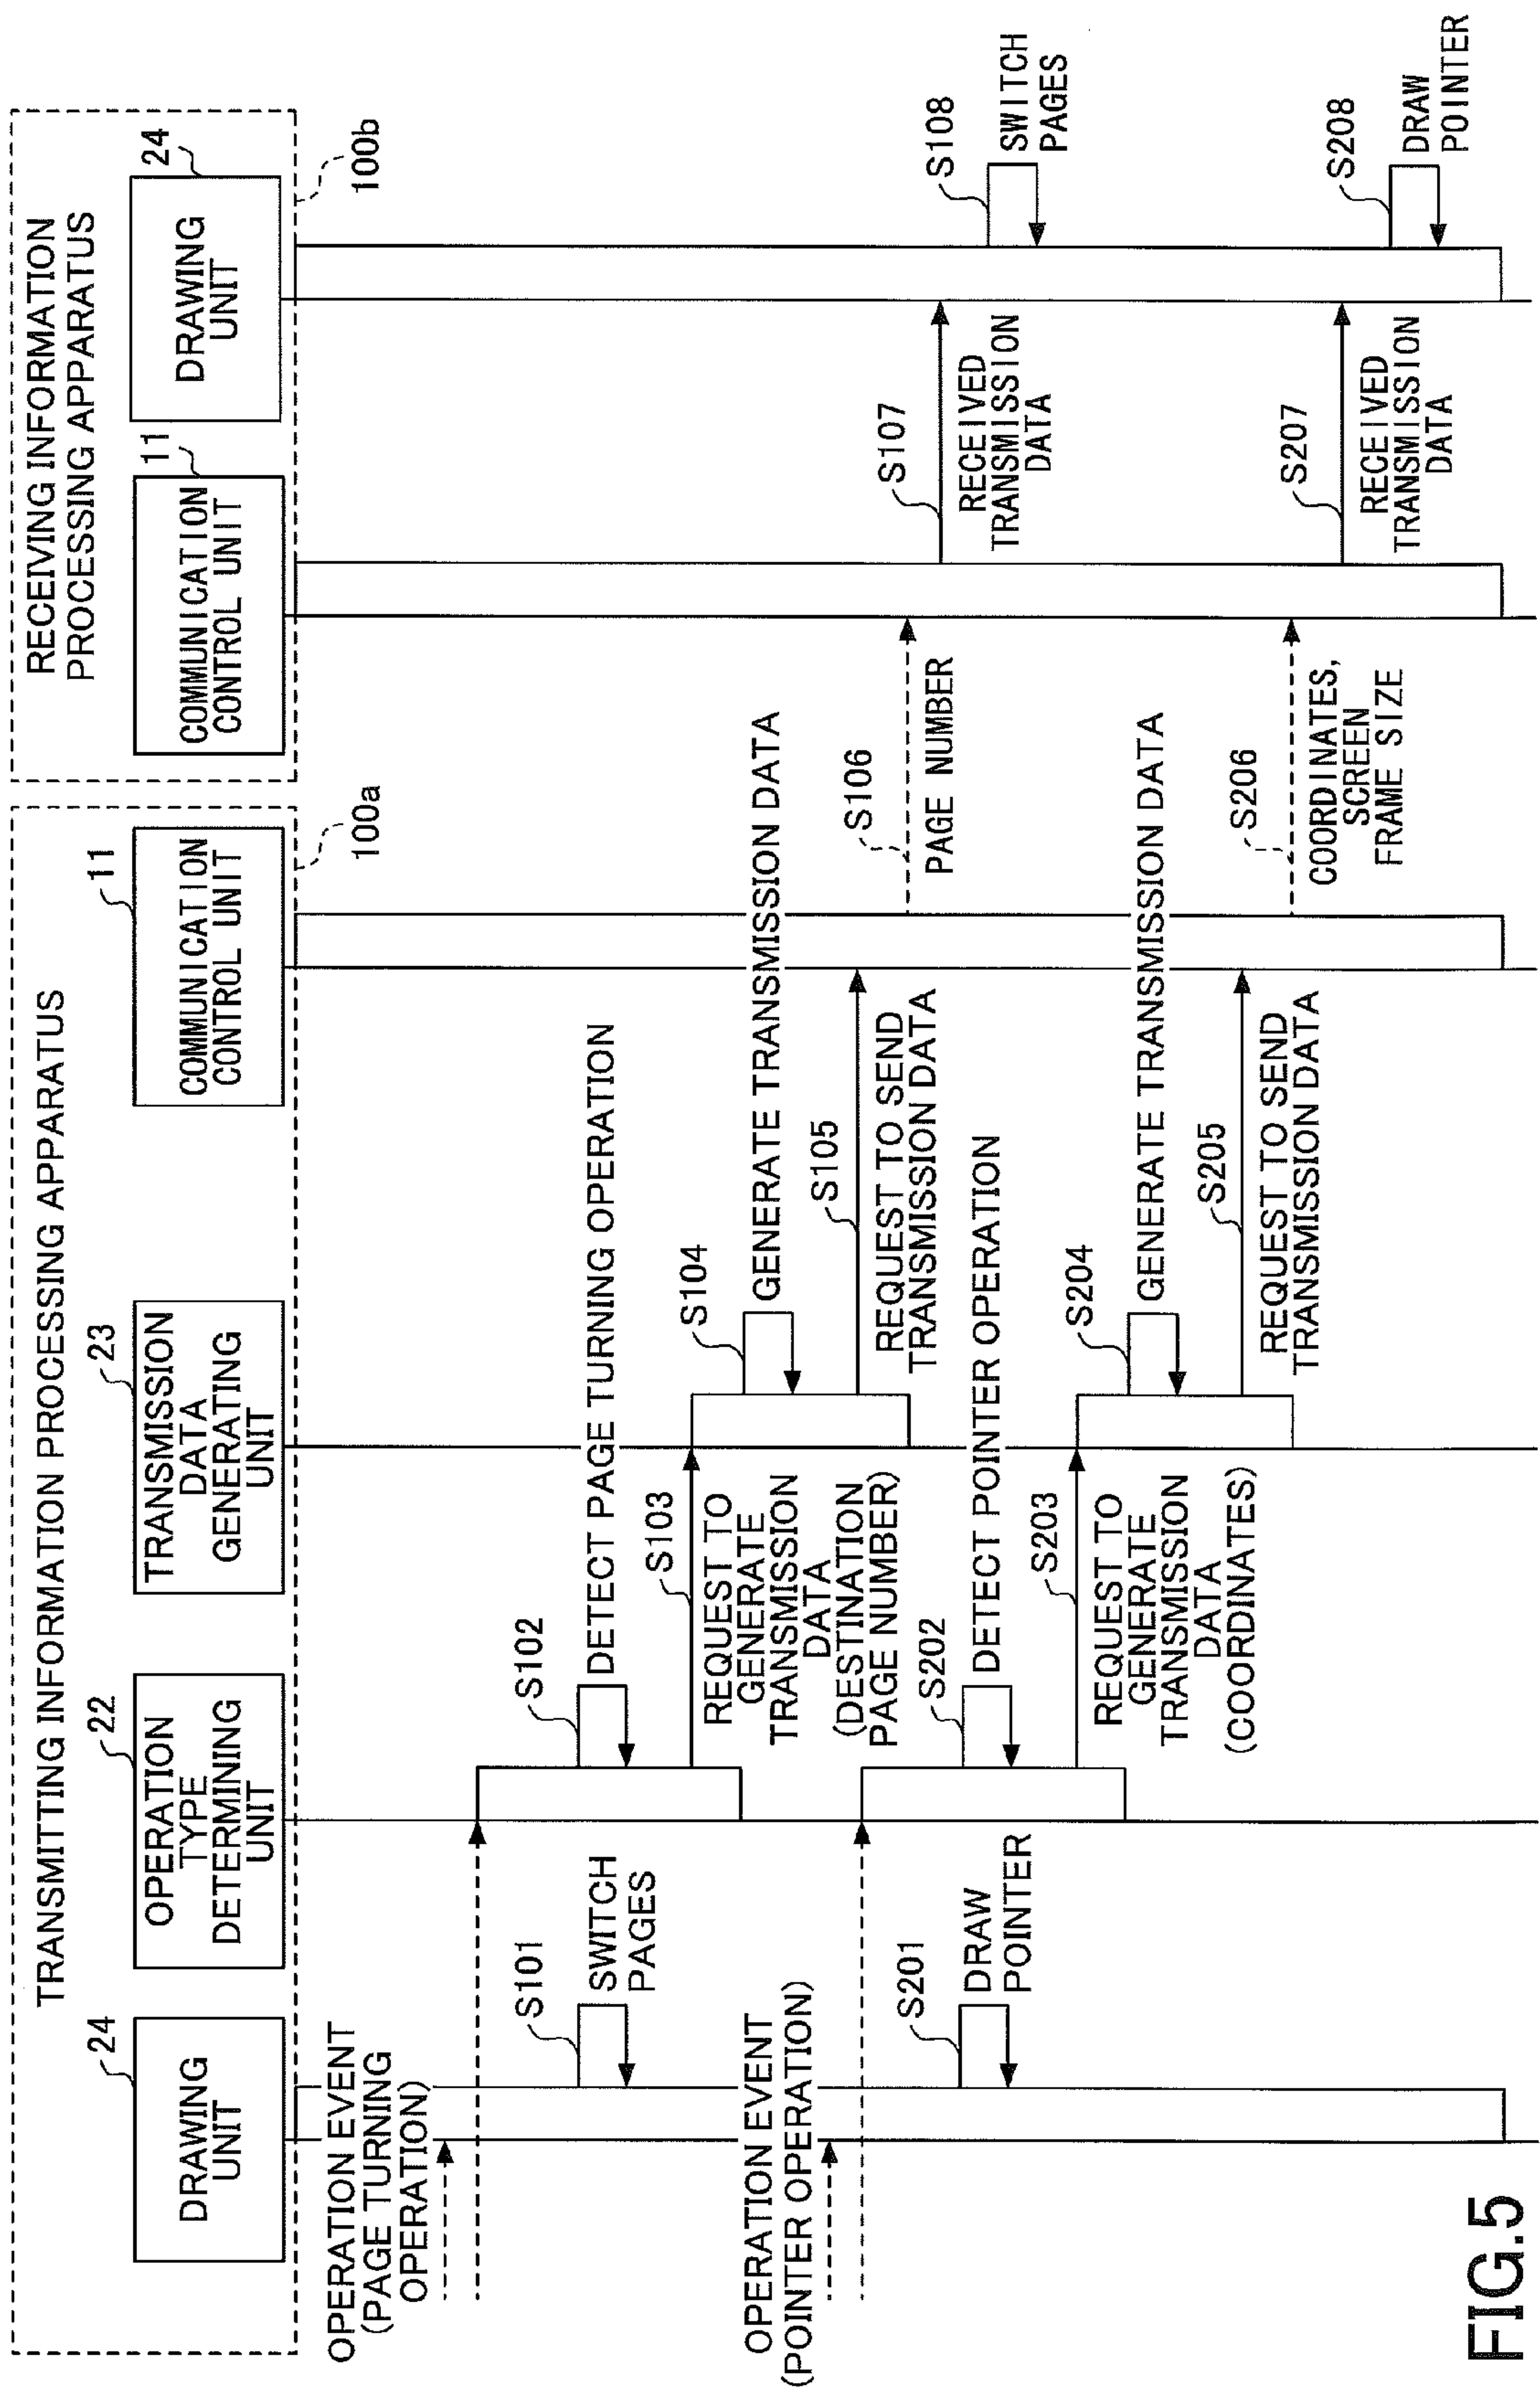 TRANSMITTING INFORMATION PROCESSING APPARATUS
RECEIVING INFORMATION
PROCESSING APPARATUS
24
DRAWING
UNIT
22
OPERATION
TYPE
DETERMINING
UNIT
23
TRANSMISSION
DATA
GENERATING
UNIT
11
COMMUNICATION
CONTROL UNIT
11
COMMUNICATION
CONTROL UNIT
24
DRAWING
UNIT
100a
100b
OPERATION EVENT
(PAGE TURNING
OPERATION)
S101
SWITCH
PAGES
S102
DETECT PAGE TURNING OPERATION
S103
REQUEST TO
GENERATE
TRANSMISSION
DATA
(DESTINATION
PAGE NUMBER)
S104
GENERATE TRANSMISSION DATA
S105
REQUEST TO SEND
TRANSMISSION DATA
S106
PAGE NUMBER
S107
RECEIVED
TRANSMISSION
DATA
S108
SWITCH
PAGES
OPERATION EVENT
(POINTER OPERATION)
S201
DRAW
POINTER
S202
DETECT POINTER OPERATION
S203
REQUEST TO
GENERATE
TRANSMISSION
DATA
(COORDINATES)
S204
GENERATE TRANSMISSION DATA
S205
REQUEST TO SEND
TRANSMISSION DATA
S206
COORDINATES,
SCREEN
FRAME SIZE
S207
RECEIVED
TRANSMISSION
DATA
S208
DRAW
POINTER
FIG.5